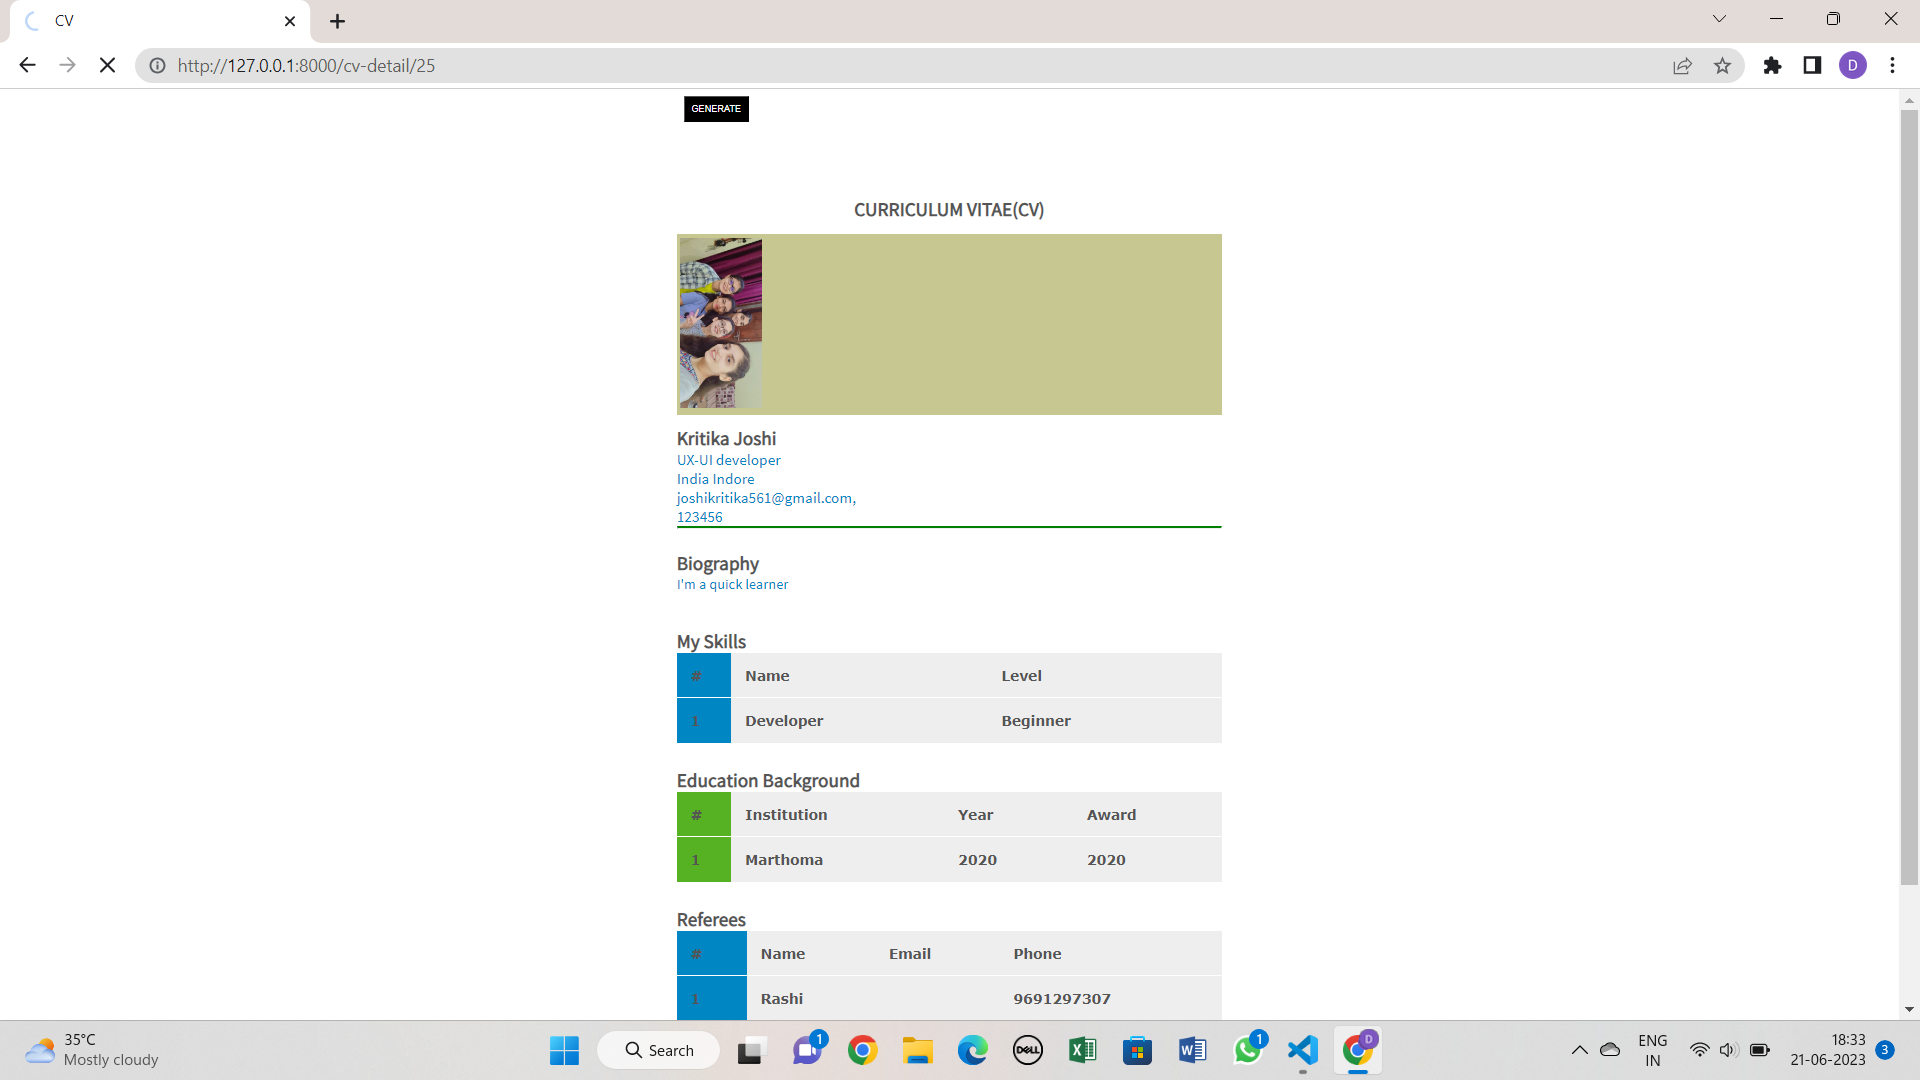 CV
http://127.0.0.1:8000/cv-detail/25
D
GENERATE
CURRICULUM VITAE(CV)
Kritika Joshi
UX-UI developer
India Indore
joshikritika561@gmail.com,
123456
Biography
I'm a quick learner
My Skills
# Name Level
1 Developer Beginner
Education Background
# Institution Year Award
1 Marthoma 2020 2020
Referees
# Name Email Phone
1 Rashi 9691297307
35°C
Mostly cloudy
Search
1
DELL
1
D
ENG
IN
18:33
21-06-2023
3